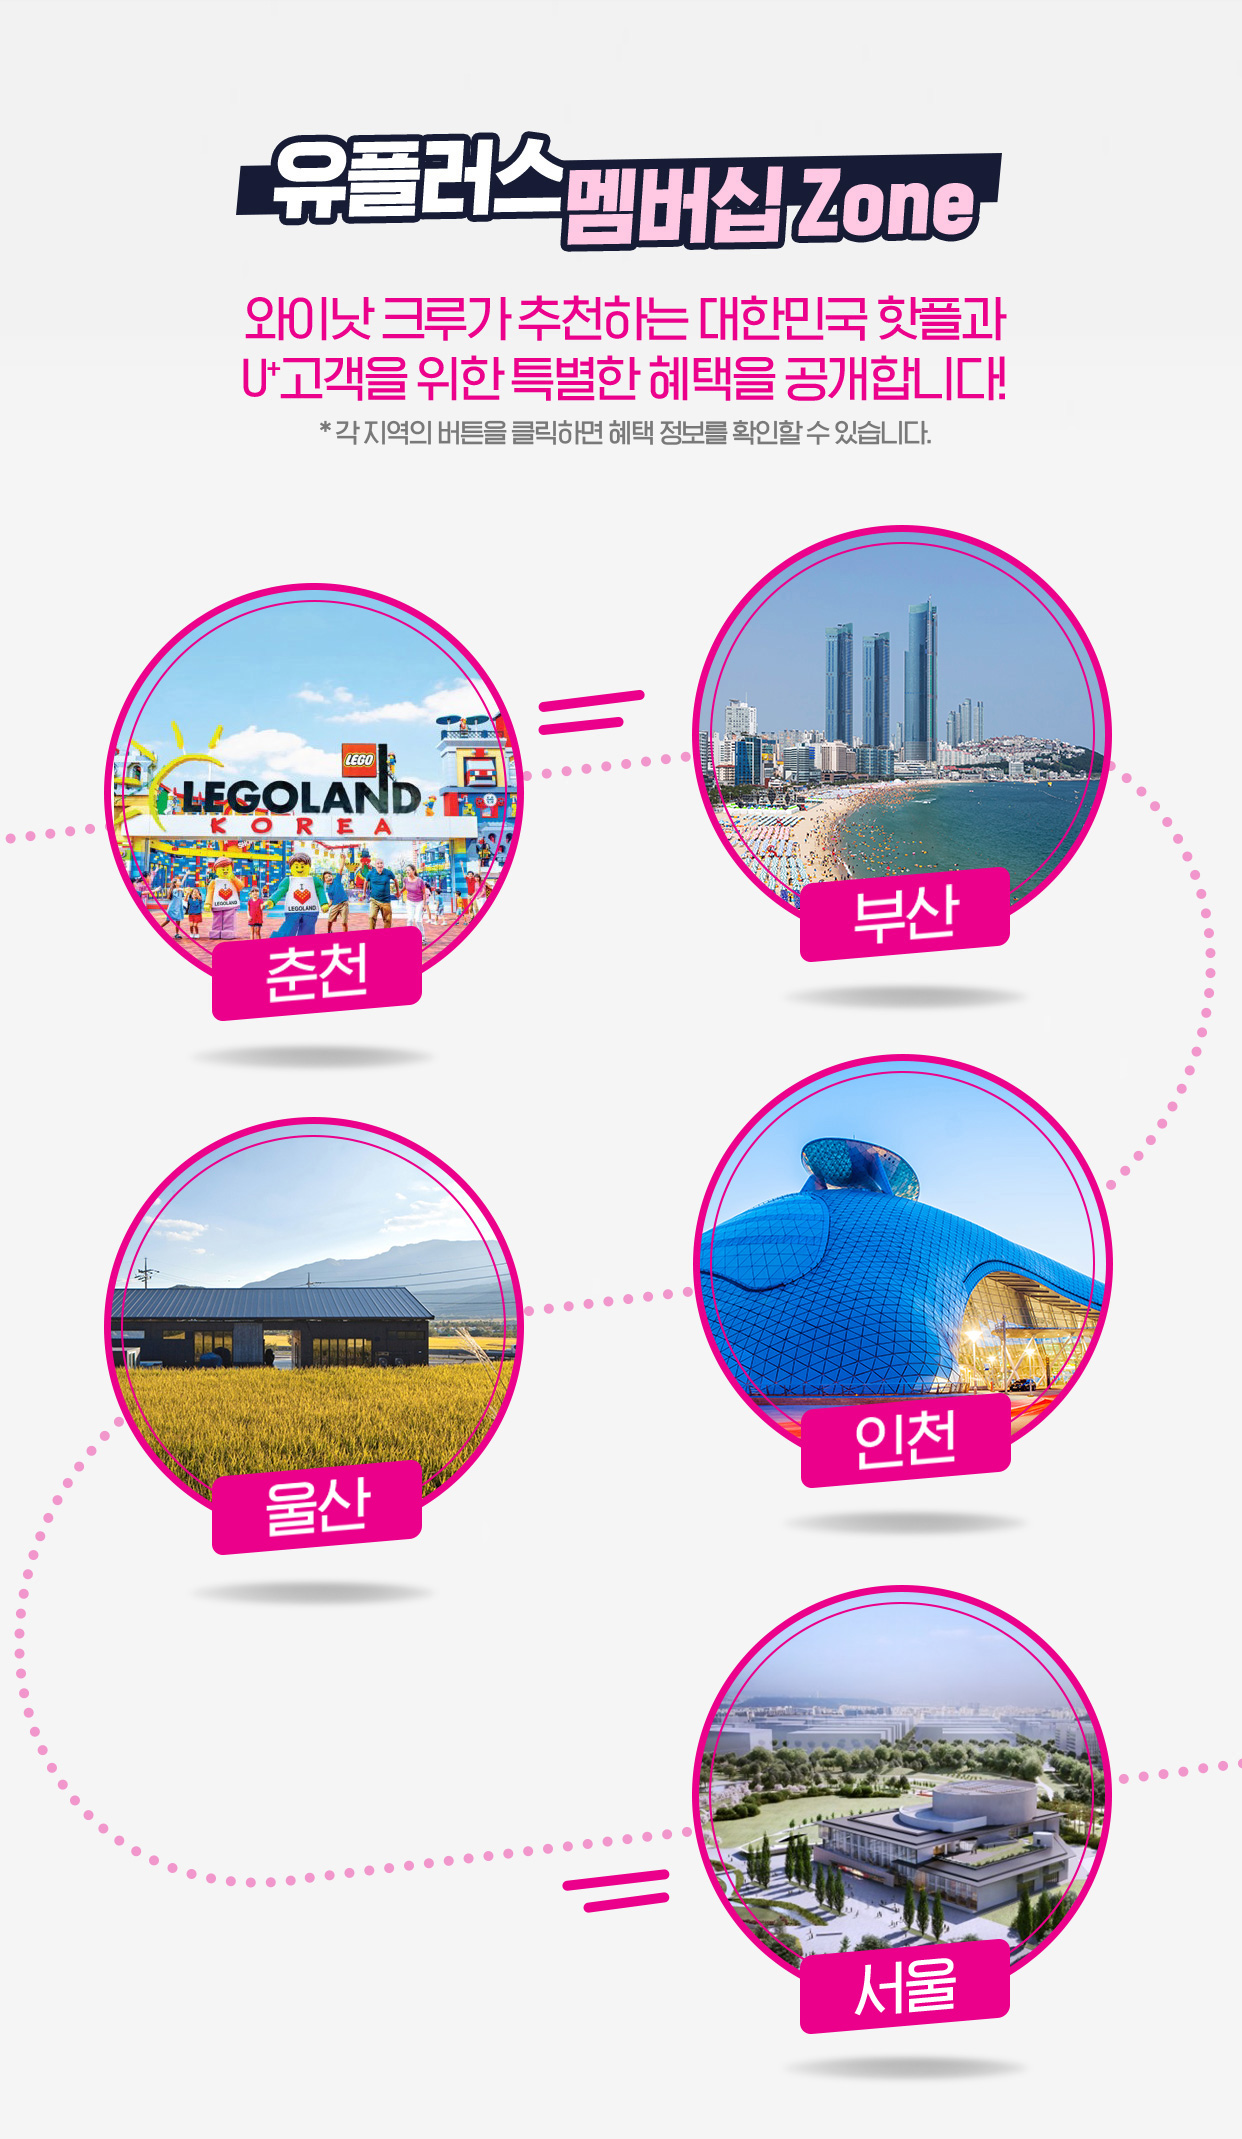 유플러스
멤버십 Zone
와이낫 크루가 추천하는 대한민국 핫플과
U+고객을 위한 특별한 혜택을 공개합니다!
* 각 지역의 버튼을 클릭하면 혜택 정보를 확인할 수 있습니다.
LEGO
LEGOLAND
KOREA
I
LEGOLAND
I
LEGOLAND
춘천
부산
울산
인천
서울